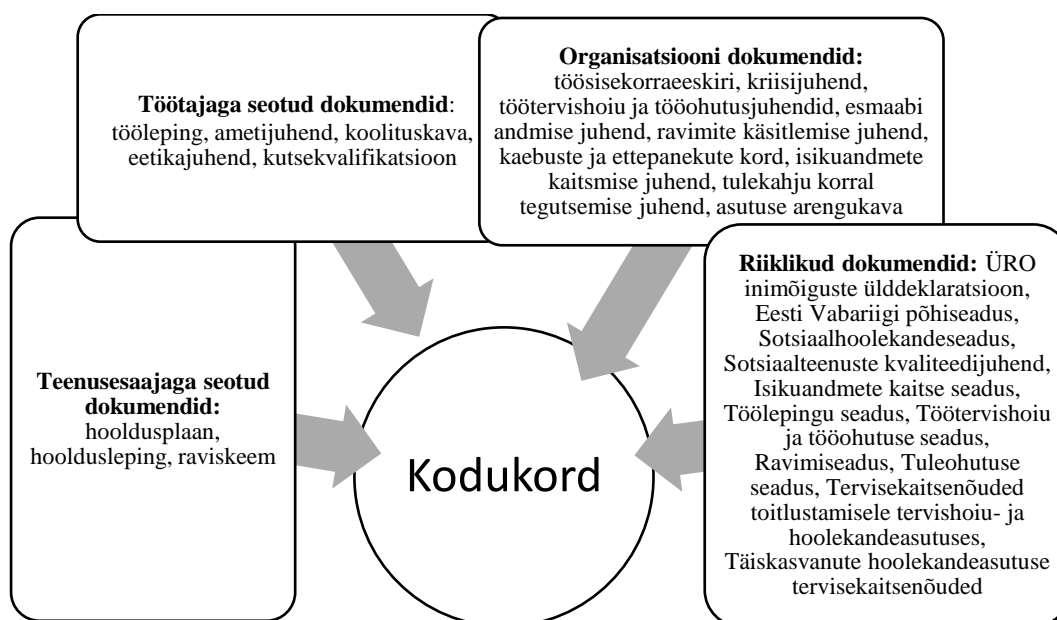 Töötajaga seotud dokumendid:
tööleping, ametijuhend, koolituskava,
eetikajuhend, kutsekvalifikatsioon
Organisatsiooni dokumendid:
töösisekorraeeskiri, kriisijuhend,
töötervishoiu ja tööohutusjuhendid, esmaabi
andmise juhend, ravimite käsitlemise juhend,
kaebuste ja ettepanekute kord, isikuandmete
kaitsmise juhend, tulekahju korral
tegutsemise juhend, asutuse arengukava
Teenusesaajaga seotud
dokumendid:
hooldusplaan,
hooldusleping, raviskeem
Riiklikud dokumendid: ÜRO
inimõiguste ülddeklaratsioon,
Eesti Vabariigi põhiseadus,
Sotsiaalhoolekandeseadus,
Sotsiaalteenuste kvaliteedijuhend,
Isikuandmete kaitse seadus,
Töölepingu seadus, Töötervishoiu
ja tööohutuse seadus,
Ravimiseadus, Tuleohutuse
seadus, Tervisekaitsenõuded
toitlustamisele tervishoiu- ja
hoolekandeasutuses,
Täiskasvanute hoolekandeasutuse
tervisekaitsenõuded
Kodukord